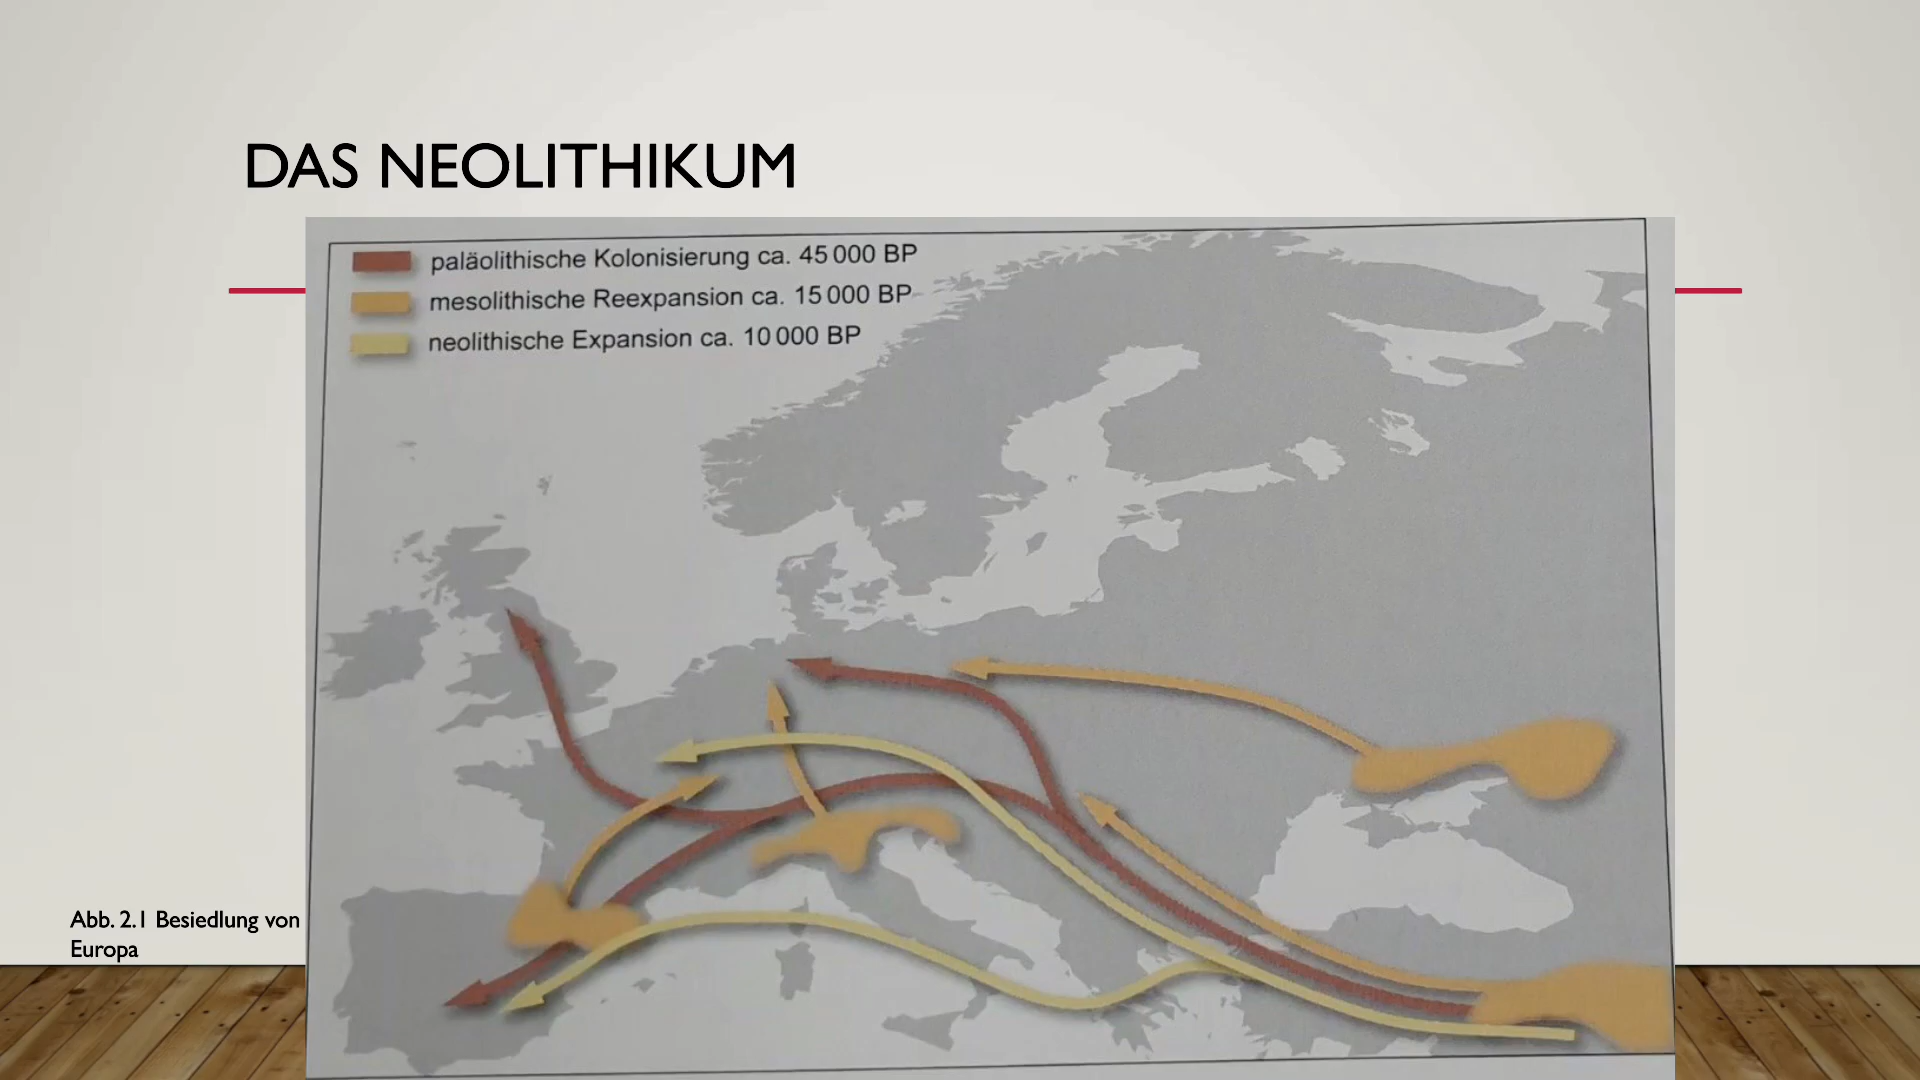 DAS NEOLITHIKUM
paläolithische Kolonisierung ca. 45 000 BP
mesolithische Reexpansion ca. 15 000 BP
neolithische Expansion ca. 10 000 BP
Abb. 2.1 Besiedlung von
Europa